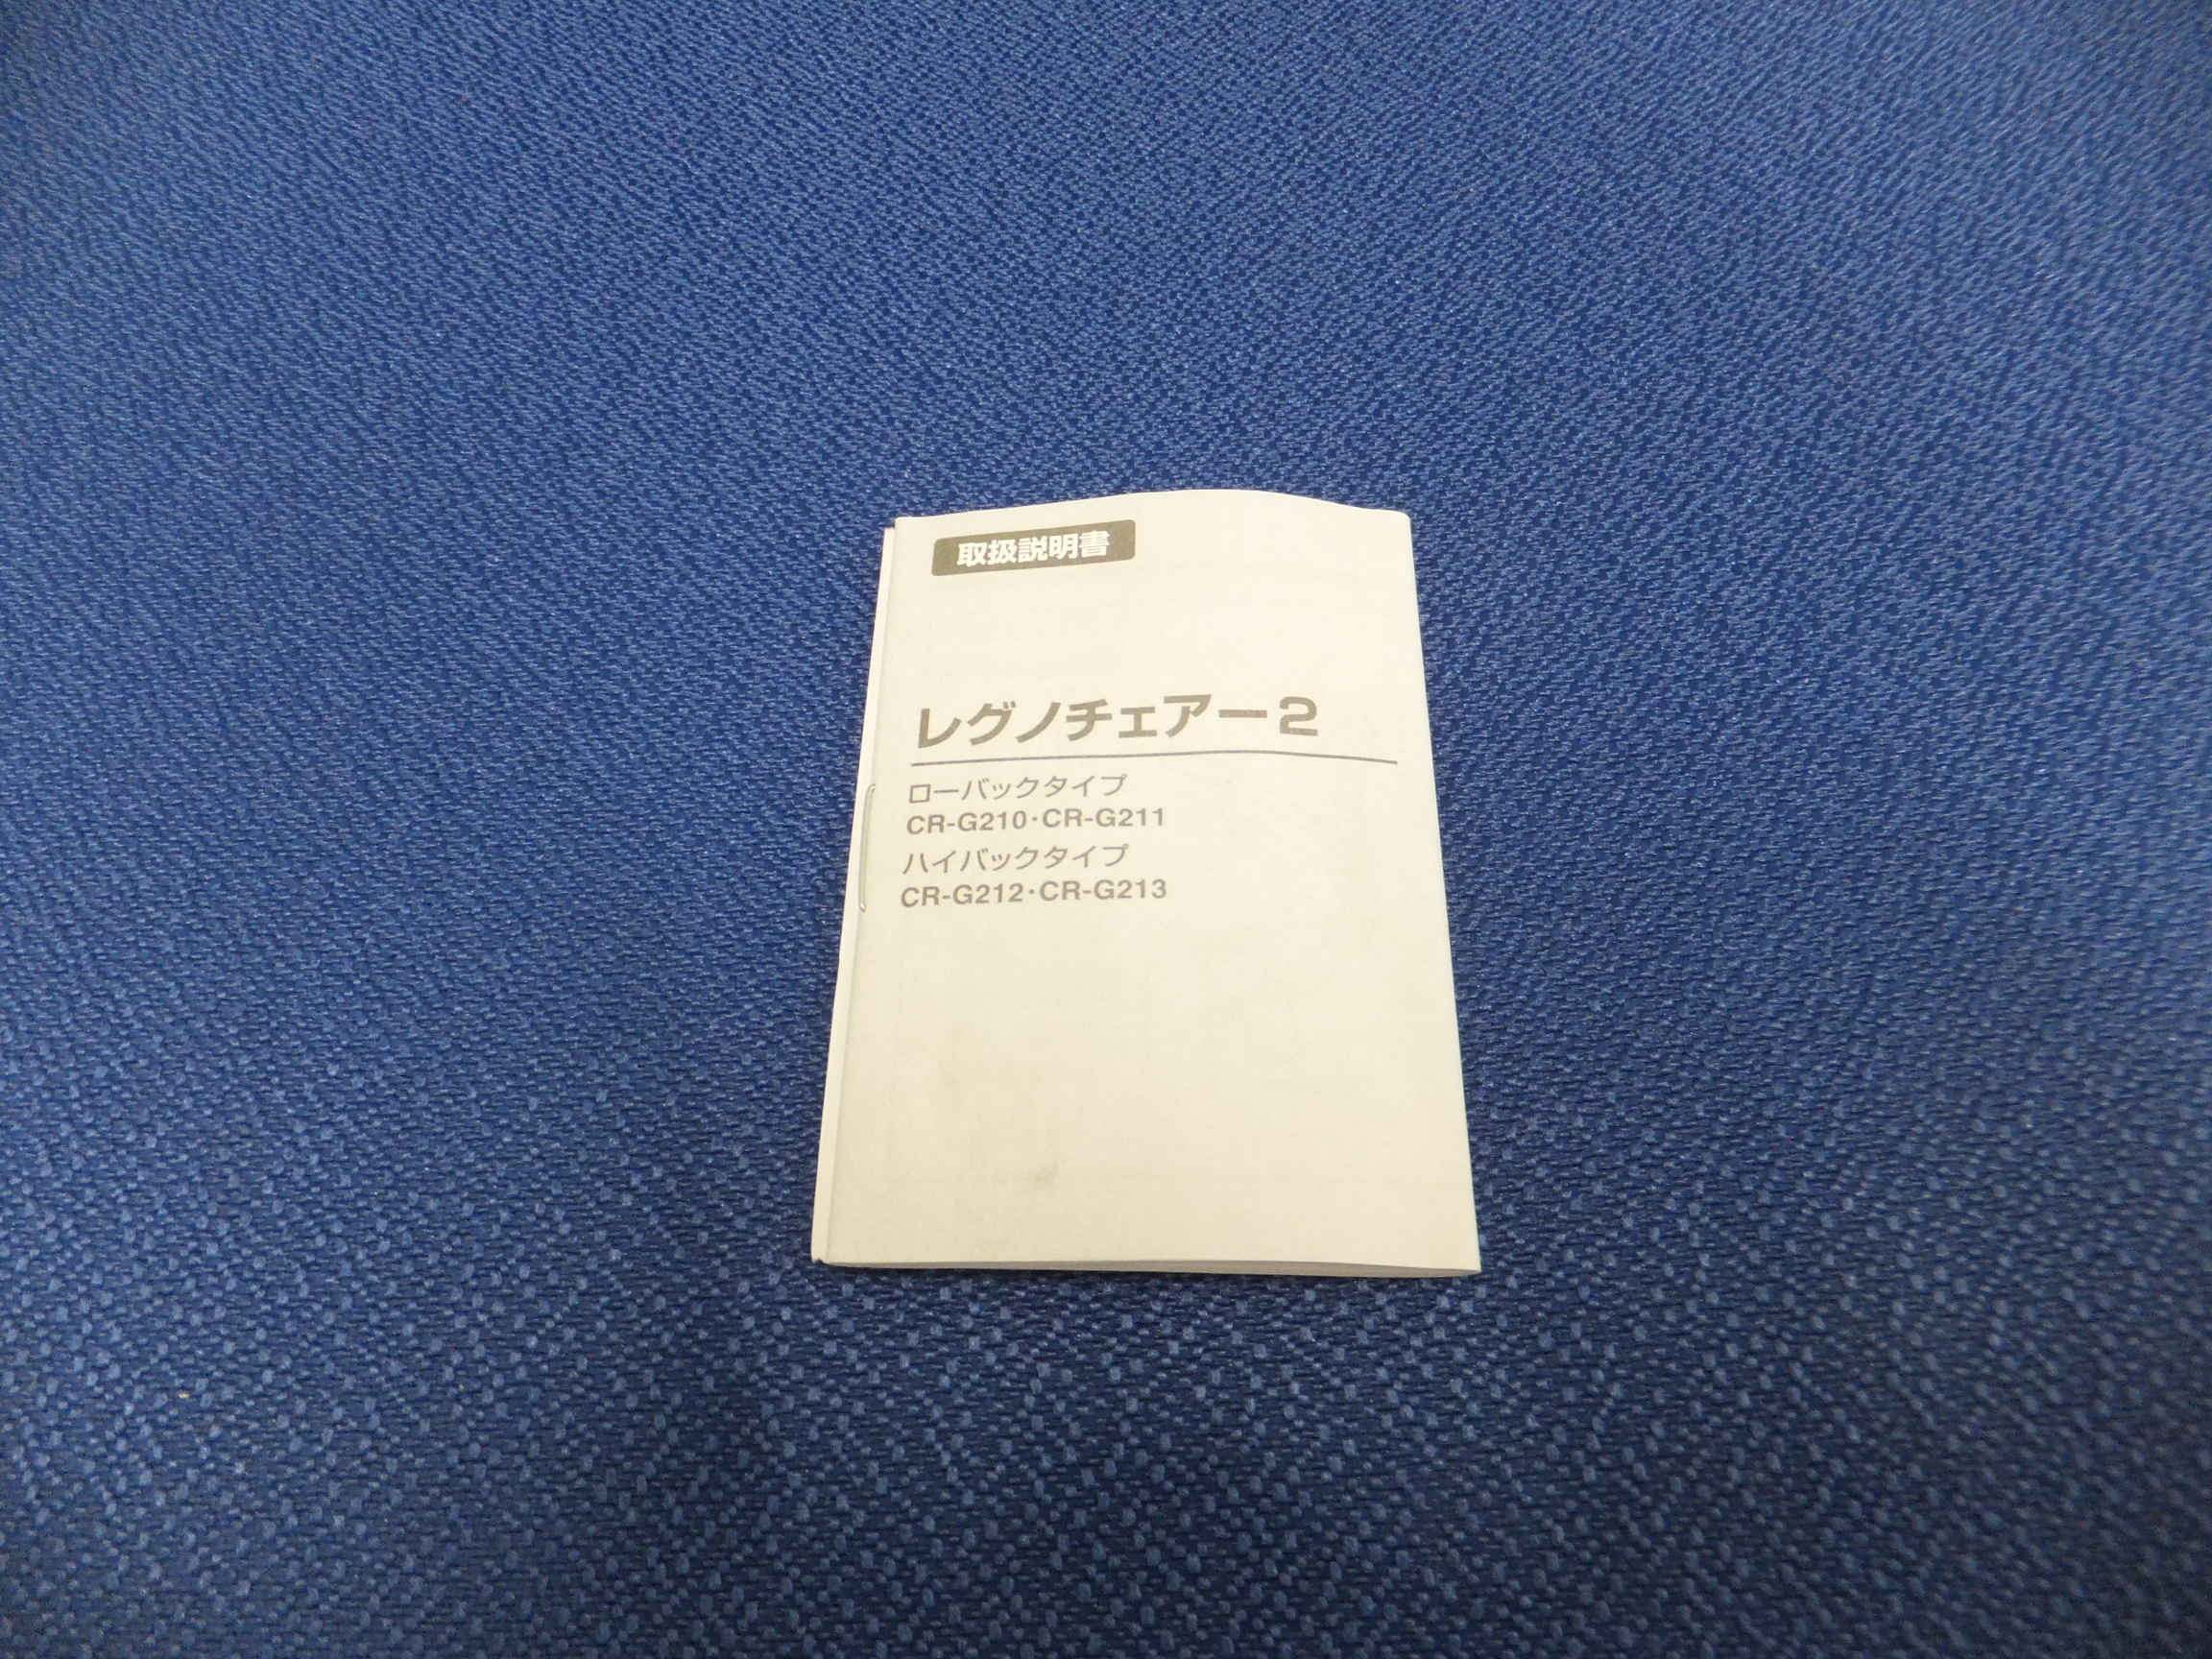 取扱説明書
レグノチェアー2
ローバックタイプ
CR-G210・CR-G211
ハイバックタイプ
CR-G212・CR-G213